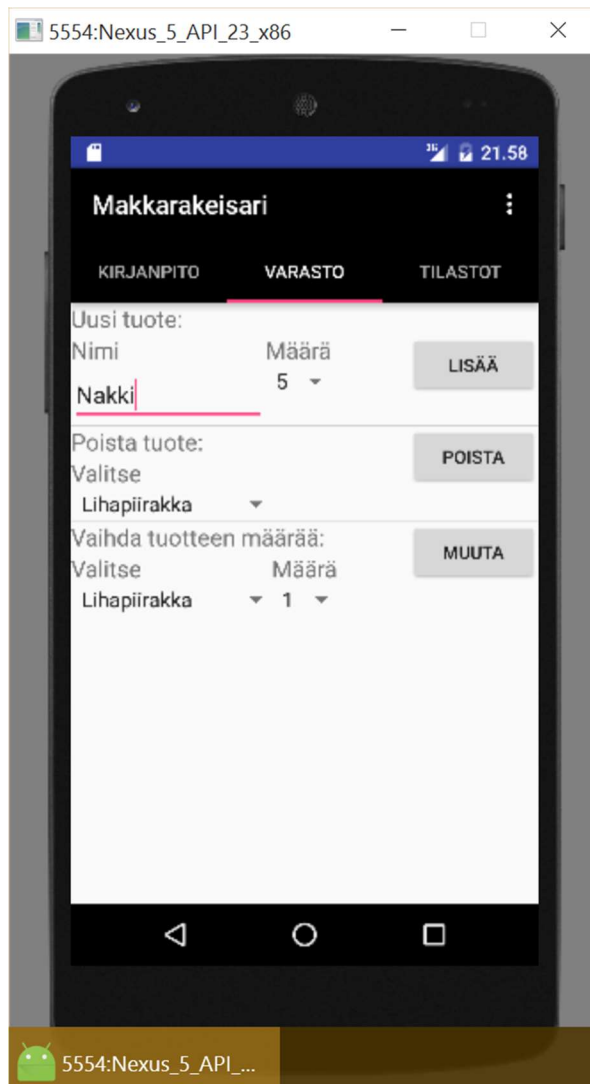 5554:Nexus_5_API_23_x86
3G 21.58
Makkarakeisari
KIRJANPITO VARASTO TILASTOT
Uusi tuote:
Nimi Määrä LISÄÄ
Nakki 5
Poista tuote: POISTA
Valitse
Lihapiirakka
Vaihda tuotteen määrää: MUUTA
Valitse Määrä
Lihapiirakka 1
5554:Nexus_5_API_...